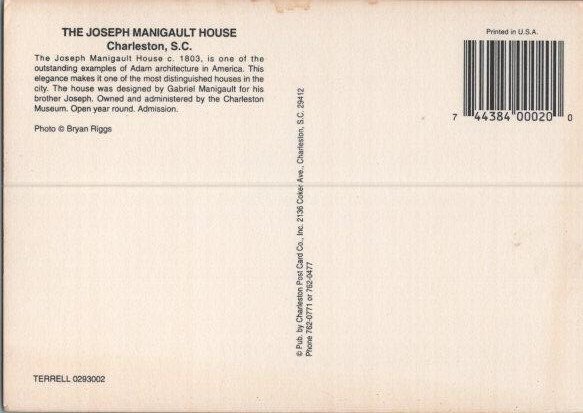 THE JOSEPH MANIGAULT HOUSE
Charleston, S.C.
The Joseph Manigault House c. 1803, is one of the
outstanding examples of Adam architecture in America. This
elegance makes it one of the most distinguished houses in the
city. The house was designed by Gabriel Manigault for his
brother Joseph. Owned and administered by the Charleston
Museum. Open year round. Admission.
Photo © Bryan Riggs
TERRELL 0293002
© Pub. by Charleston Post Card Co., Inc. 2136 Coker Ave., Charleston, S.C. 29412
Phone 762-0771 or 762-0477
Printed in U.S.A.
7 44384 00020 0